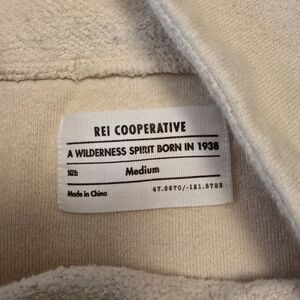 REI COOPERATIVE
A WILDERNESS SPIRIT BORN IN 1938
SIZE: Medium
Made in China 47.8670/-121.8788